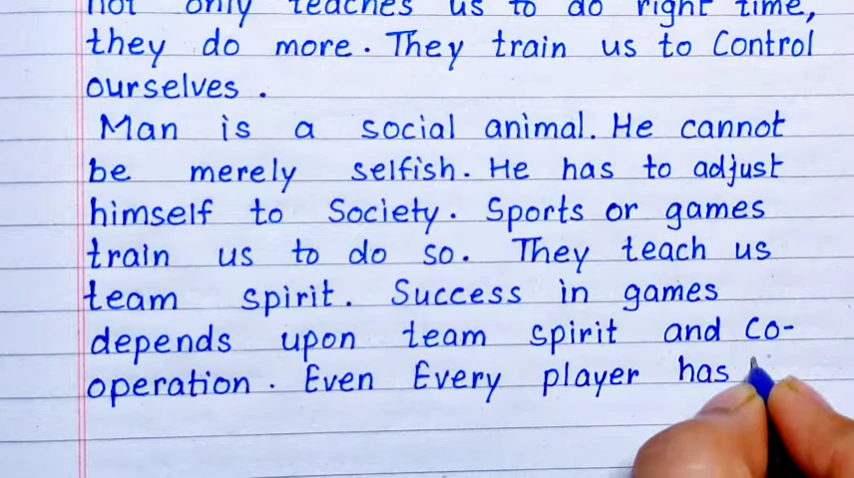 not only teaches us to do right time,
they do more. They train us to Control
ourselves.
Man is a social animal. He cannot
be merely selfish. He has to adjust
himself to Society. Sports or games
train us to do so. They teach us
team spirit. Success in games
depends upon team spirit and co-
operation. Even Every player has